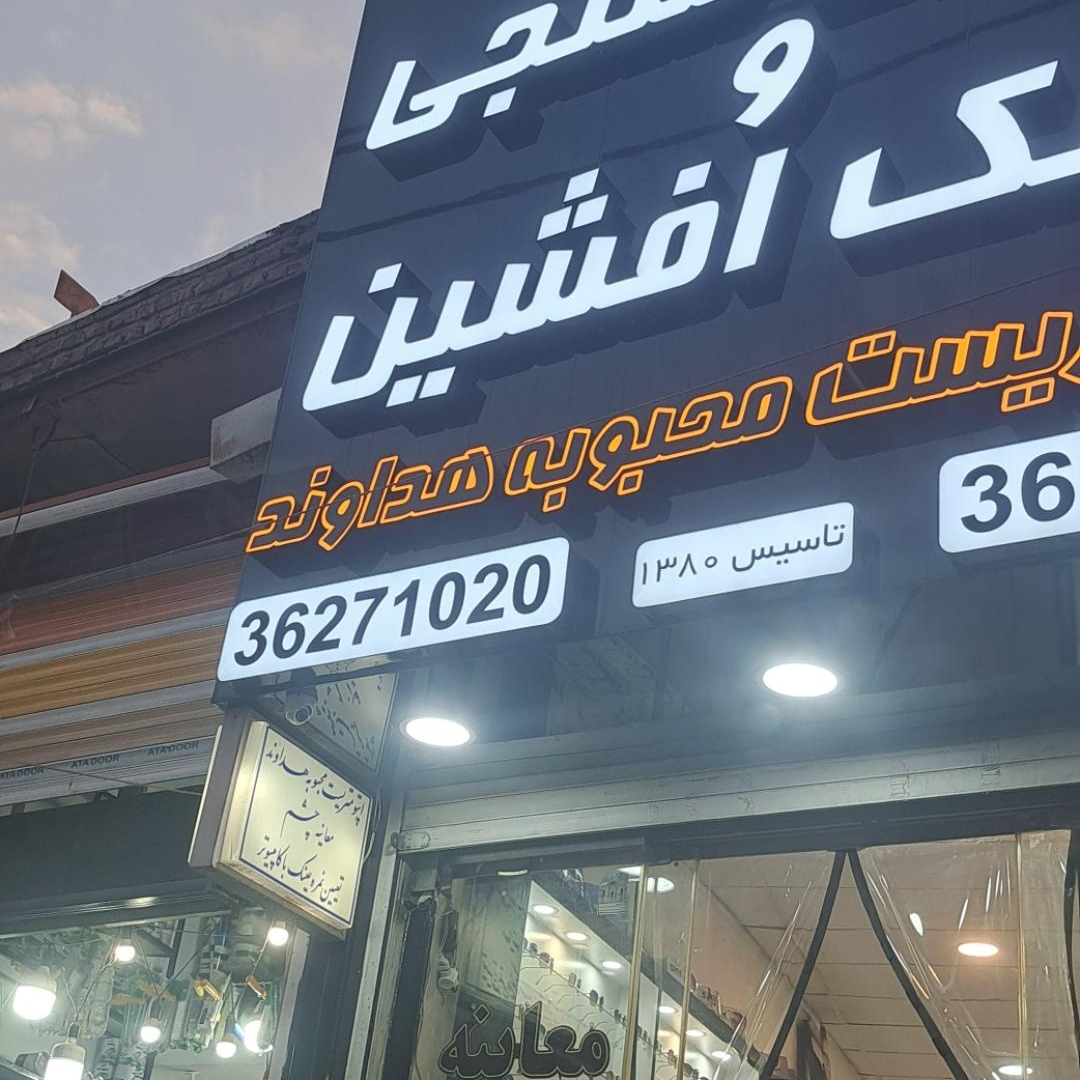 سنجی
و
ک افشین
ریست محبوبه هداوند
36271020
تاسیس ۱۳۸۰
36
اپتومتریست محبوبه هداوند
معاینه چشم
تعیین نمره عینک با کامپیوتر
ATA DOOR ATA DOOR ATA DOOR
معاینه